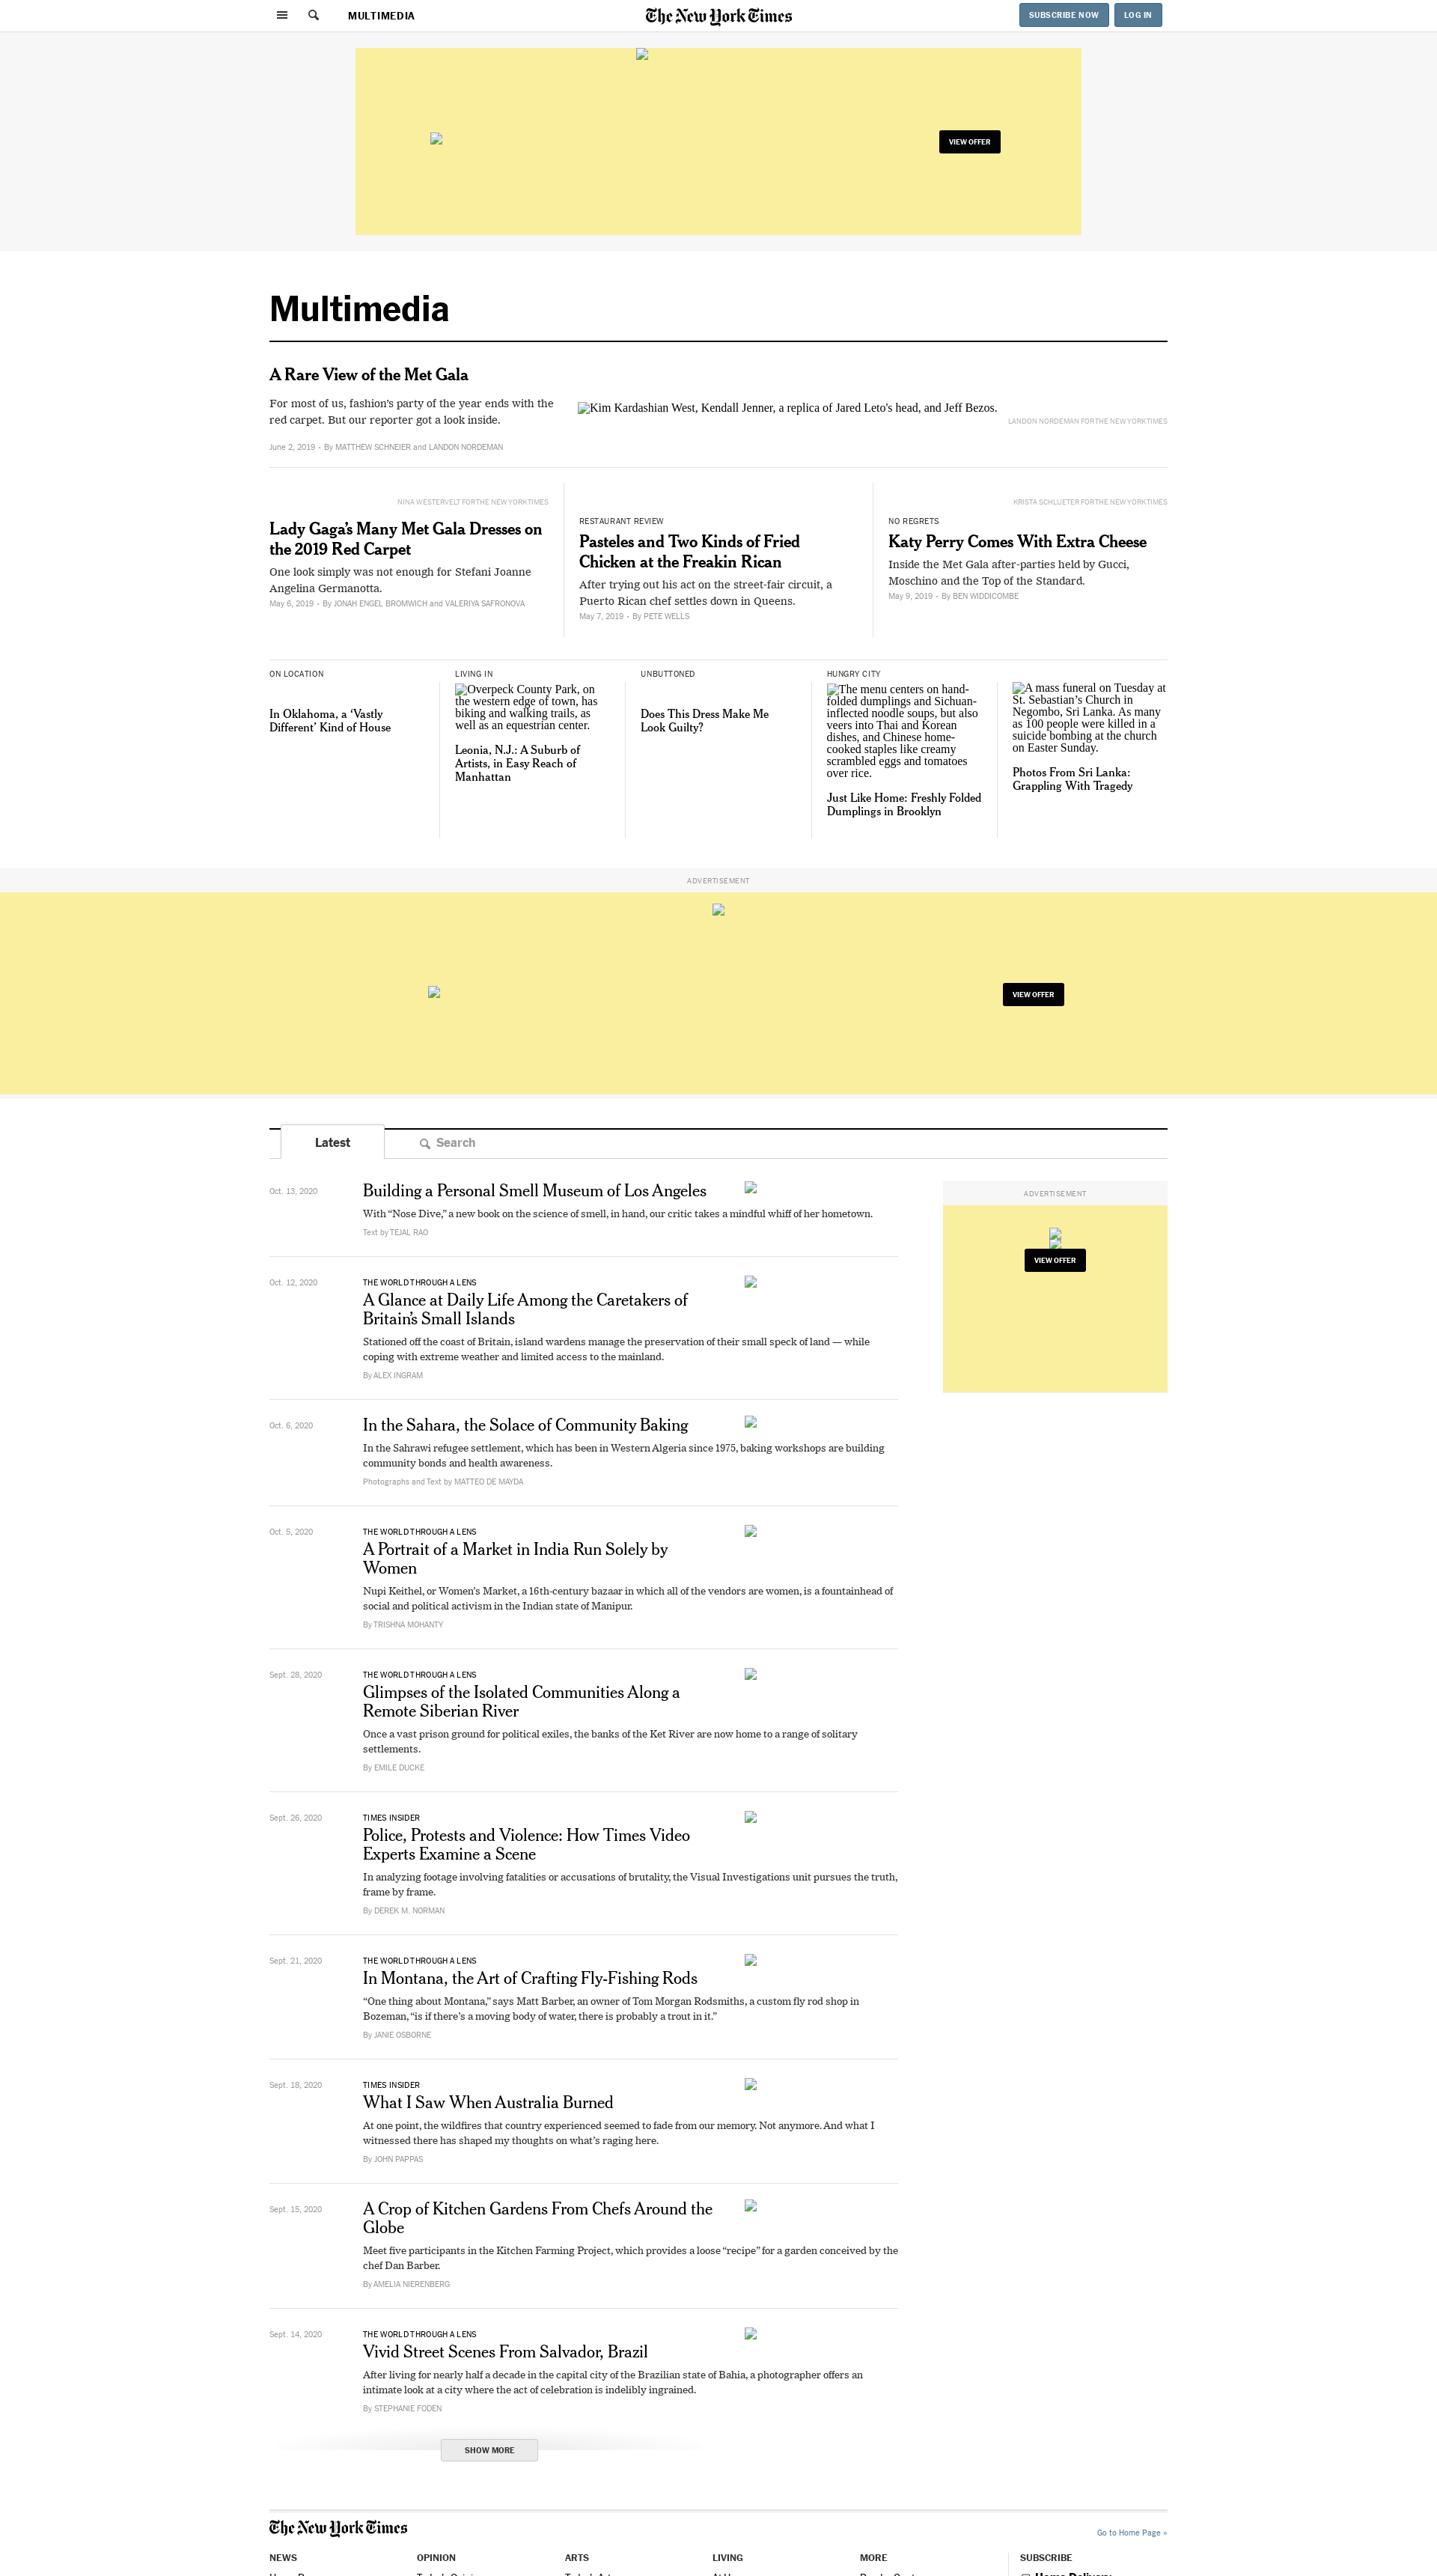 MULTIMEDIA
The New York Times
SUBSCRIBE NOW
LOG IN
VIEW OFFER
Multimedia
A Rare View of the Met Gala
For most of us, fashion’s party of the year ends with the
red carpet. But our reporter got a look inside.
June 2, 2019 • By MATTHEW SCHNEIER and LANDON NORDEMAN
Kim Kardashian West, Kendall Jenner, a replica of Jared Leto's head, and Jeff Bezos.
LANDON NORDEMAN FOR THE NEW YORK TIMES
NINA WESTERVELT FOR THE NEW YORK TIMES
Lady Gaga’s Many Met Gala Dresses on
the 2019 Red Carpet
One look simply was not enough for Stefani Joanne
Angelina Germanotta.
May 6, 2019 • By JONAH ENGEL BROMWICH and VALERIYA SAFRONOVA
RESTAURANT REVIEW
Pasteles and Two Kinds of Fried
Chicken at the Freakin Rican
After trying out his act on the street-fair circuit, a
Puerto Rican chef settles down in Queens.
May 7, 2019 • By PETE WELLS
KRISTA SCHLUETER FOR THE NEW YORK TIMES
NO REGRETS
Katy Perry Comes With Extra Cheese
Inside the Met Gala after-parties held by Gucci,
Moschino and the Top of the Standard.
May 9, 2019 • By BEN WIDDICOMBE
ON LOCATION
In Oklahoma, a ‘Vastly
Different’ Kind of House
LIVING IN
Overpeck County Park, on
the western edge of town, has
biking and walking trails, as
well as an equestrian center.
Leonia, N.J.: A Suburb of
Artists, in Easy Reach of
Manhattan
UNBUTTONED
Does This Dress Make Me
Look Guilty?
HUNGRY CITY
The menu centers on hand-
folded dumplings and Sichuan-
inflected noodle soups, but also
veers into Thai and Korean
dishes, and Chinese home-
cooked staples like creamy
scrambled eggs and tomatoes
over rice.
Just Like Home: Freshly Folded
Dumplings in Brooklyn
A mass funeral on Tuesday at
St. Sebastian’s Church in
Negombo, Sri Lanka. As many
as 100 people were killed in a
suicide bombing at the church
on Easter Sunday.
Photos From Sri Lanka:
Grappling With Tragedy
ADVERTISEMENT
VIEW OFFER
Latest
Search
Oct. 13, 2020
Building a Personal Smell Museum of Los Angeles
With “Nose Dive,” a new book on the science of smell, in hand, our critic takes a mindful whiff of her hometown.
Text by TEJAL RAO
ADVERTISEMENT
VIEW OFFER
Oct. 12, 2020
THE WORLD THROUGH A LENS
A Glance at Daily Life Among the Caretakers of
Britain’s Small Islands
Stationed off the coast of Britain, island wardens manage the preservation of their small speck of land — while
coping with extreme weather and limited access to the mainland.
By ALEX INGRAM
Oct. 6, 2020
In the Sahara, the Solace of Community Baking
In the Sahrawi refugee settlement, which has been in Western Algeria since 1975, baking workshops are building
community bonds and health awareness.
Photographs and Text by MATTEO DE MAYDA
Oct. 5, 2020
THE WORLD THROUGH A LENS
A Portrait of a Market in India Run Solely by
Women
Nupi Keithel, or Women’s Market, a 16th-century bazaar in which all of the vendors are women, is a fountainhead of
social and political activism in the Indian state of Manipur.
By TRISHNA MOHANTY
Sept. 28, 2020
THE WORLD THROUGH A LENS
Glimpses of the Isolated Communities Along a
Remote Siberian River
Once a vast prison ground for political exiles, the banks of the Ket River are now home to a range of solitary
settlements.
By EMILE DUCKE
Sept. 26, 2020
TIMES INSIDER
Police, Protests and Violence: How Times Video
Experts Examine a Scene
In analyzing footage involving fatalities or accusations of brutality, the Visual Investigations unit pursues the truth,
frame by frame.
By DEREK M. NORMAN
Sept. 21, 2020
THE WORLD THROUGH A LENS
In Montana, the Art of Crafting Fly-Fishing Rods
“One thing about Montana,” says Matt Barber, an owner of Tom Morgan Rodsmiths, a custom fly rod shop in
Bozeman, “is if there’s a moving body of water, there is probably a trout in it.”
By JANIE OSBORNE
Sept. 18, 2020
TIMES INSIDER
What I Saw When Australia Burned
At one point, the wildfires that country experienced seemed to fade from our memory. Not anymore. And what I
witnessed there has shaped my thoughts on what’s raging here.
By JOHN PAPPAS
Sept. 15, 2020
A Crop of Kitchen Gardens From Chefs Around the
Globe
Meet five participants in the Kitchen Farming Project, which provides a loose “recipe” for a garden conceived by the
chef Dan Barber.
By AMELIA NIERENBERG
Sept. 14, 2020
THE WORLD THROUGH A LENS
Vivid Street Scenes From Salvador, Brazil
After living for nearly half a decade in the capital city of the Brazilian state of Bahia, a photographer offers an
intimate look at a city where the act of celebration is indelibly ingrained.
By STEPHANIE FODEN
SHOW MORE
The New York Times
Go to Home Page »
NEWS
OPINION
ARTS
LIVING
MORE
SUBSCRIBE